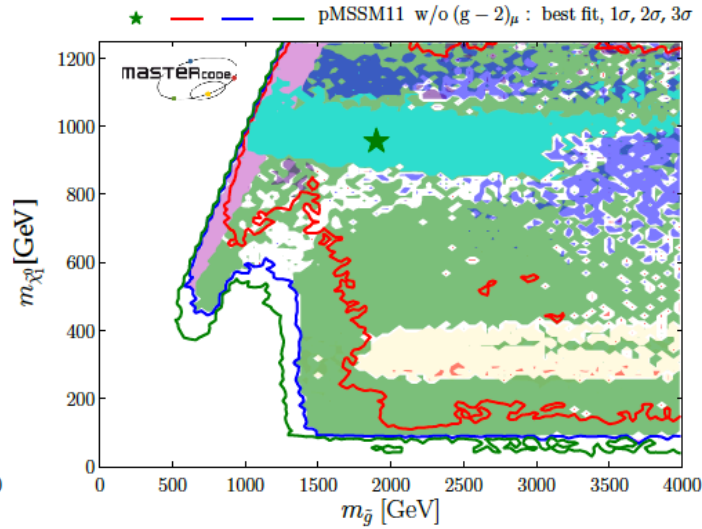 pMSSM11 w/o (g − 2)μ : best fit, 1σ, 2σ, 3σ
MASTERCODE
1200
1000
800
600
400
200
0
m_χ̃⁰₁ [GeV]
0 500 1000 1500 2000 2500 3000 3500 4000
m_g̃ [GeV]
)